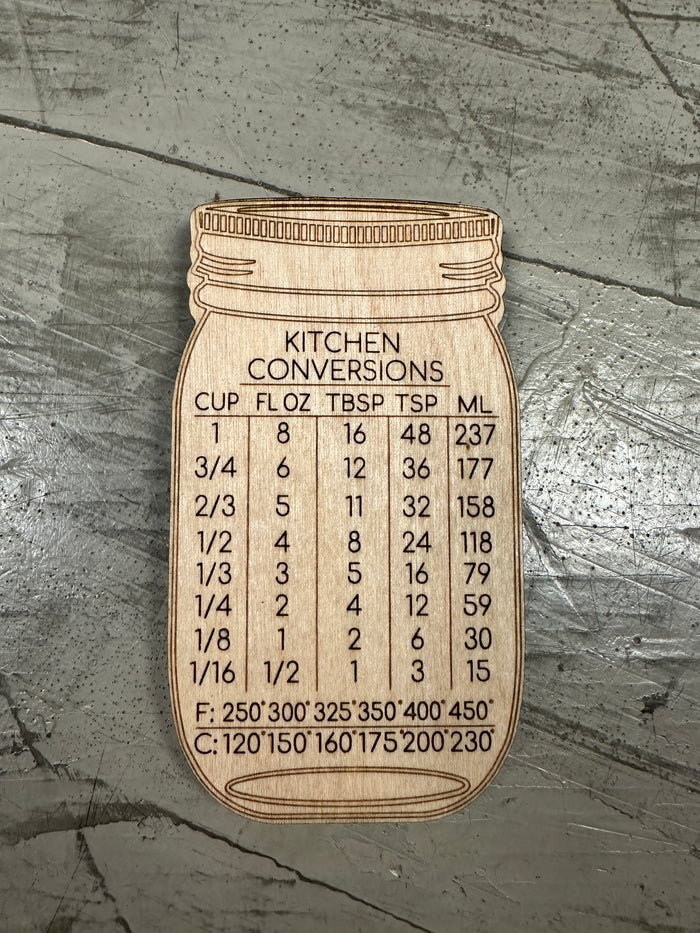 KITCHEN
CONVERSIONS
CUP FL OZ TBSP TSP ML
1 8 16 48 237
3/4 6 12 36 177
2/3 5 11 32 158
1/2 4 8 24 118
1/3 3 5 16 79
1/4 2 4 12 59
1/8 1 2 6 30
1/16 1/2 1 3 15
F: 250° 300° 325° 350° 400° 450°
C: 120° 150° 160° 175° 200° 230°